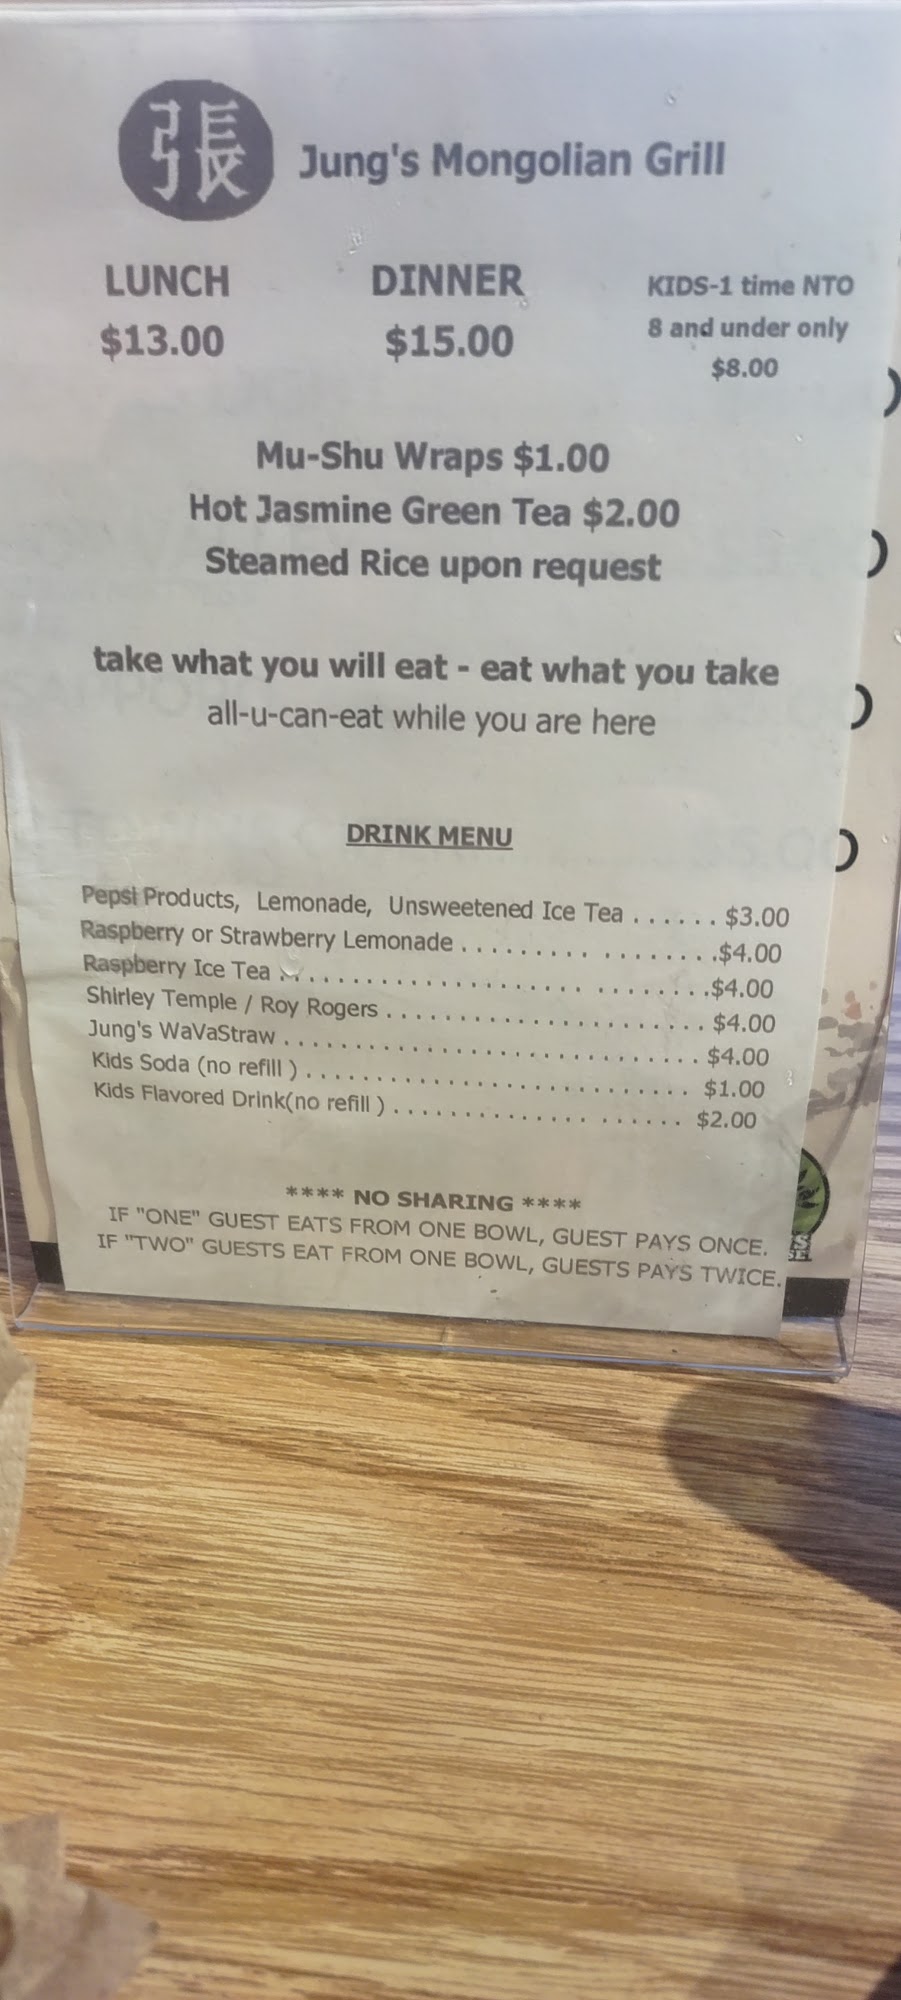 張
Jung's Mongolian Grill
LUNCH
$13.00
DINNER
$15.00
KIDS-1 time NTO
8 and under only
$8.00
Mu-Shu Wraps $1.00
Hot Jasmine Green Tea $2.00
Steamed Rice upon request
take what you will eat - eat what you take
all-u-can-eat while you are here
DRINK MENU
Pepsi Products, Lemonade, Unsweetened Ice Tea ...... $3.00
Raspberry or Strawberry Lemonade ................ $4.00
Raspberry Ice Tea ........................... $4.00
Shirley Temple / Roy Rogers ...................... $4.00
Jung's WaVaStraw ............................. $4.00
Kids Soda (no refill ) ........................... $1.00
Kids Flavored Drink(no refill ) .................... $2.00
**** NO SHARING ****
IF "ONE" GUEST EATS FROM ONE BOWL, GUEST PAYS ONCE.
IF "TWO" GUESTS EAT FROM ONE BOWL, GUESTS PAYS TWICE.